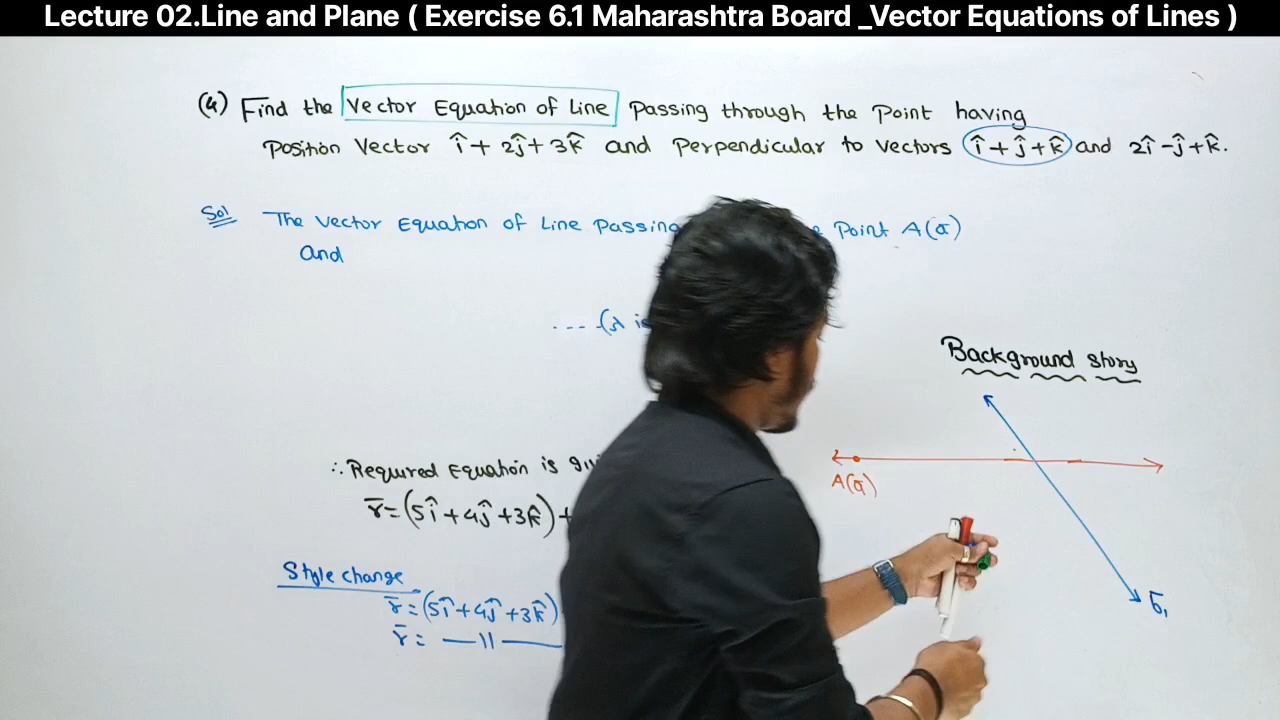 Lecture 02.Line and Plane ( Exercise 6.1 Maharashtra Board _Vector Equations of Lines )
(4) Find the Vector Equation of Line Passing through the Point having
Position Vector î + 2ĵ + 3k̂ and Perpendicular to Vectors î + ĵ + k̂ and 2î - ĵ + k̂.
Sol The Vector Equation of Line Passing Point A(a̅)
and
.... (λ is
Background story
A(a̅)
∴ Required Equation is
r̅ = (5î + 4ĵ + 3k̂) +
Style change
r̅ = (5î + 4ĵ + 3k̂)
r̅ = —11—
b̅₁